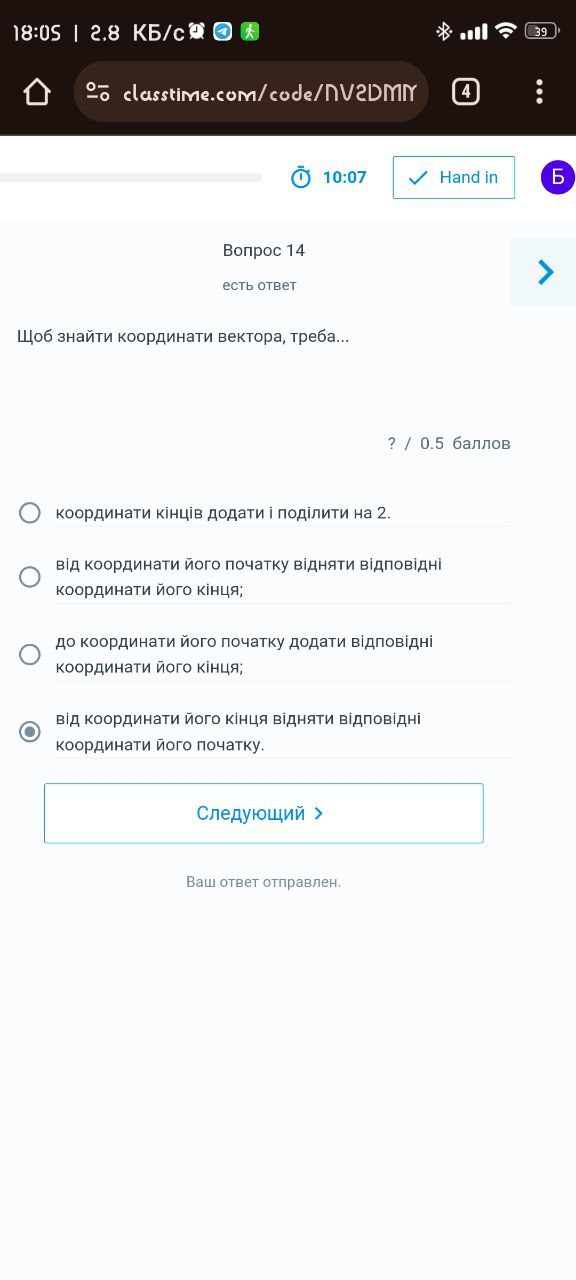 18:05 | 2.8 КБ/с
39
classtime.com/code/NV2DMM
4
10:07
Hand in
Б
Вопрос 14
есть ответ
Щоб знайти координати вектора, треба...
? / 0.5 баллов
координати кінців додати і поділити на 2.
від координати його початку відняти відповідні
координати його кінця;
до координати його початку додати відповідні
координати його кінця;
від координати його кінця відняти відповідні
координати його початку.
Следующий
Ваш ответ отправлен.